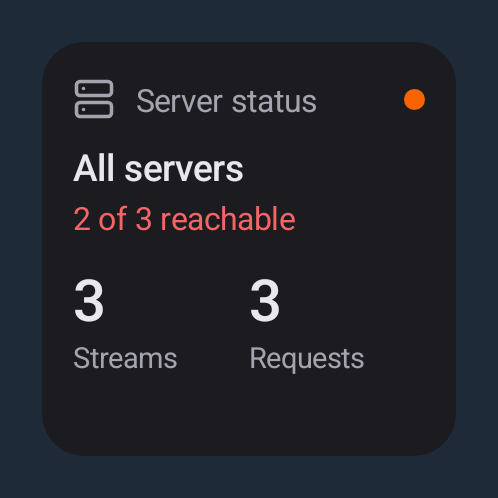 Server status
All servers
2 of 3 reachable
3 3
Streams Requests